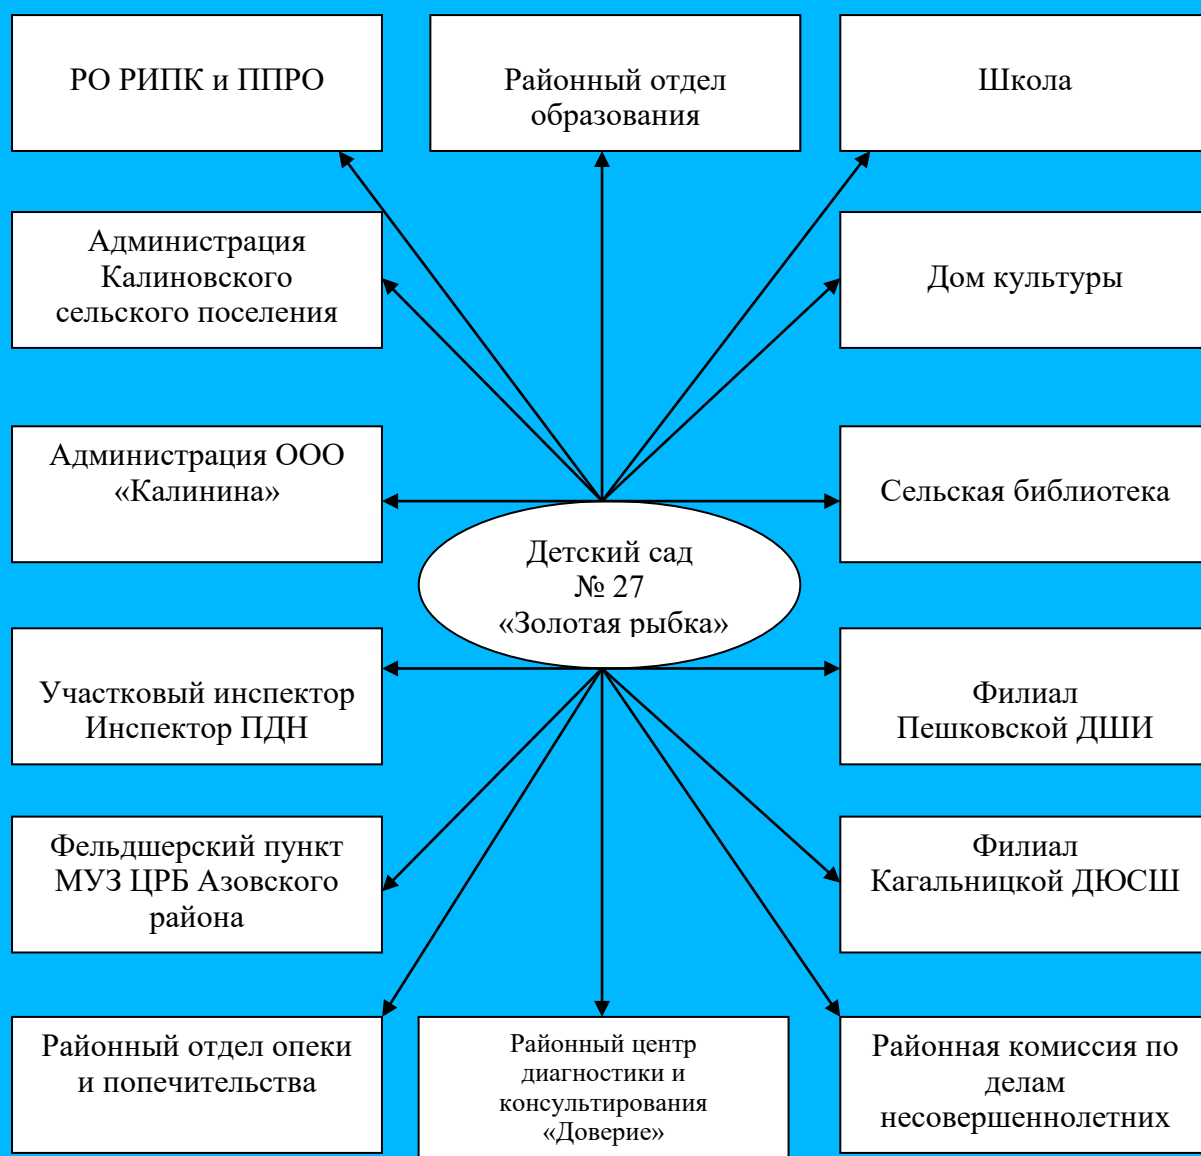 РО РИПК и ППРО
Районный отдел
образования
Школа
Администрация
Калиновского
сельского поселения
Дом культуры
Администрация ООО
«Калинина»
Сельская библиотека
Детский сад
№ 27
«Золотая рыбка»
Участковый инспектор
Инспектор ПДН
Филиал
Пешковской ДШИ
Фельдшерский пункт
МУЗ ЦРБ Азовского
района
Филиал
Кагальницкой ДЮСШ
Районный отдел опеки
и попечительства
Районный центр
диагностики и
консультирования
«Доверие»
Районная комиссия по
делам
несовершеннолетних